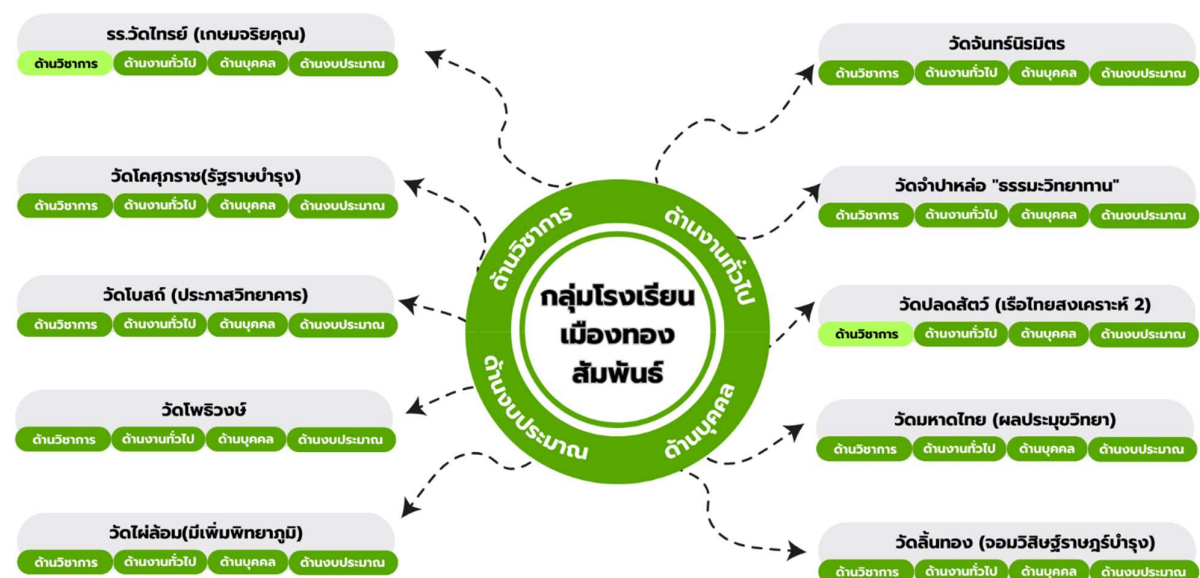 รร.วัดไทรย์ (เกษมจริยคุณ)
ด้านวิชาการ ด้านงานทั่วไป ด้านบุคคล ด้านงบประมาณ
วัดโคศุภราช(รัฐราษบำรุง)
ด้านวิชาการ ด้านงานทั่วไป ด้านบุคคล ด้านงบประมาณ
วัดโบสถ์ (ประภาสวิทยาคาร)
ด้านวิชาการ ด้านงานทั่วไป ด้านบุคคล ด้านงบประมาณ
วัดโพธิวงษ์
ด้านวิชาการ ด้านงานทั่วไป ด้านบุคคล ด้านงบประมาณ
วัดไผ่ล้อม(มีเพิ่มพิทยาภูมิ)
ด้านวิชาการ ด้านงานทั่วไป ด้านบุคคล ด้านงบประมาณ
ด้านวิชาการ
ด้านงานทั่วไป
กลุ่มโรงเรียน
เมืองทอง
สัมพันธ์
ด้านงบประมาณ
ด้านบุคคล
วัดจันทร์นิรมิตร
ด้านวิชาการ ด้านงานทั่วไป ด้านบุคคล ด้านงบประมาณ
วัดจำปาหล่อ "ธรรมะวิทยาทาน"
ด้านวิชาการ ด้านงานทั่วไป ด้านบุคคล ด้านงบประมาณ
วัดปลดสัตว์ (เรือไทยสงเคราะห์ 2)
ด้านวิชาการ ด้านงานทั่วไป ด้านบุคคล ด้านงบประมาณ
วัดมหาดไทย (ผลประมุขวิทยา)
ด้านวิชาการ ด้านงานทั่วไป ด้านบุคคล ด้านงบประมาณ
วัดลิ้นทอง (จอมวิสิษฐ์ราษฎร์บำรุง)
ด้านวิชาการ ด้านงานทั่วไป ด้านบุคคล ด้านงบประมาณ